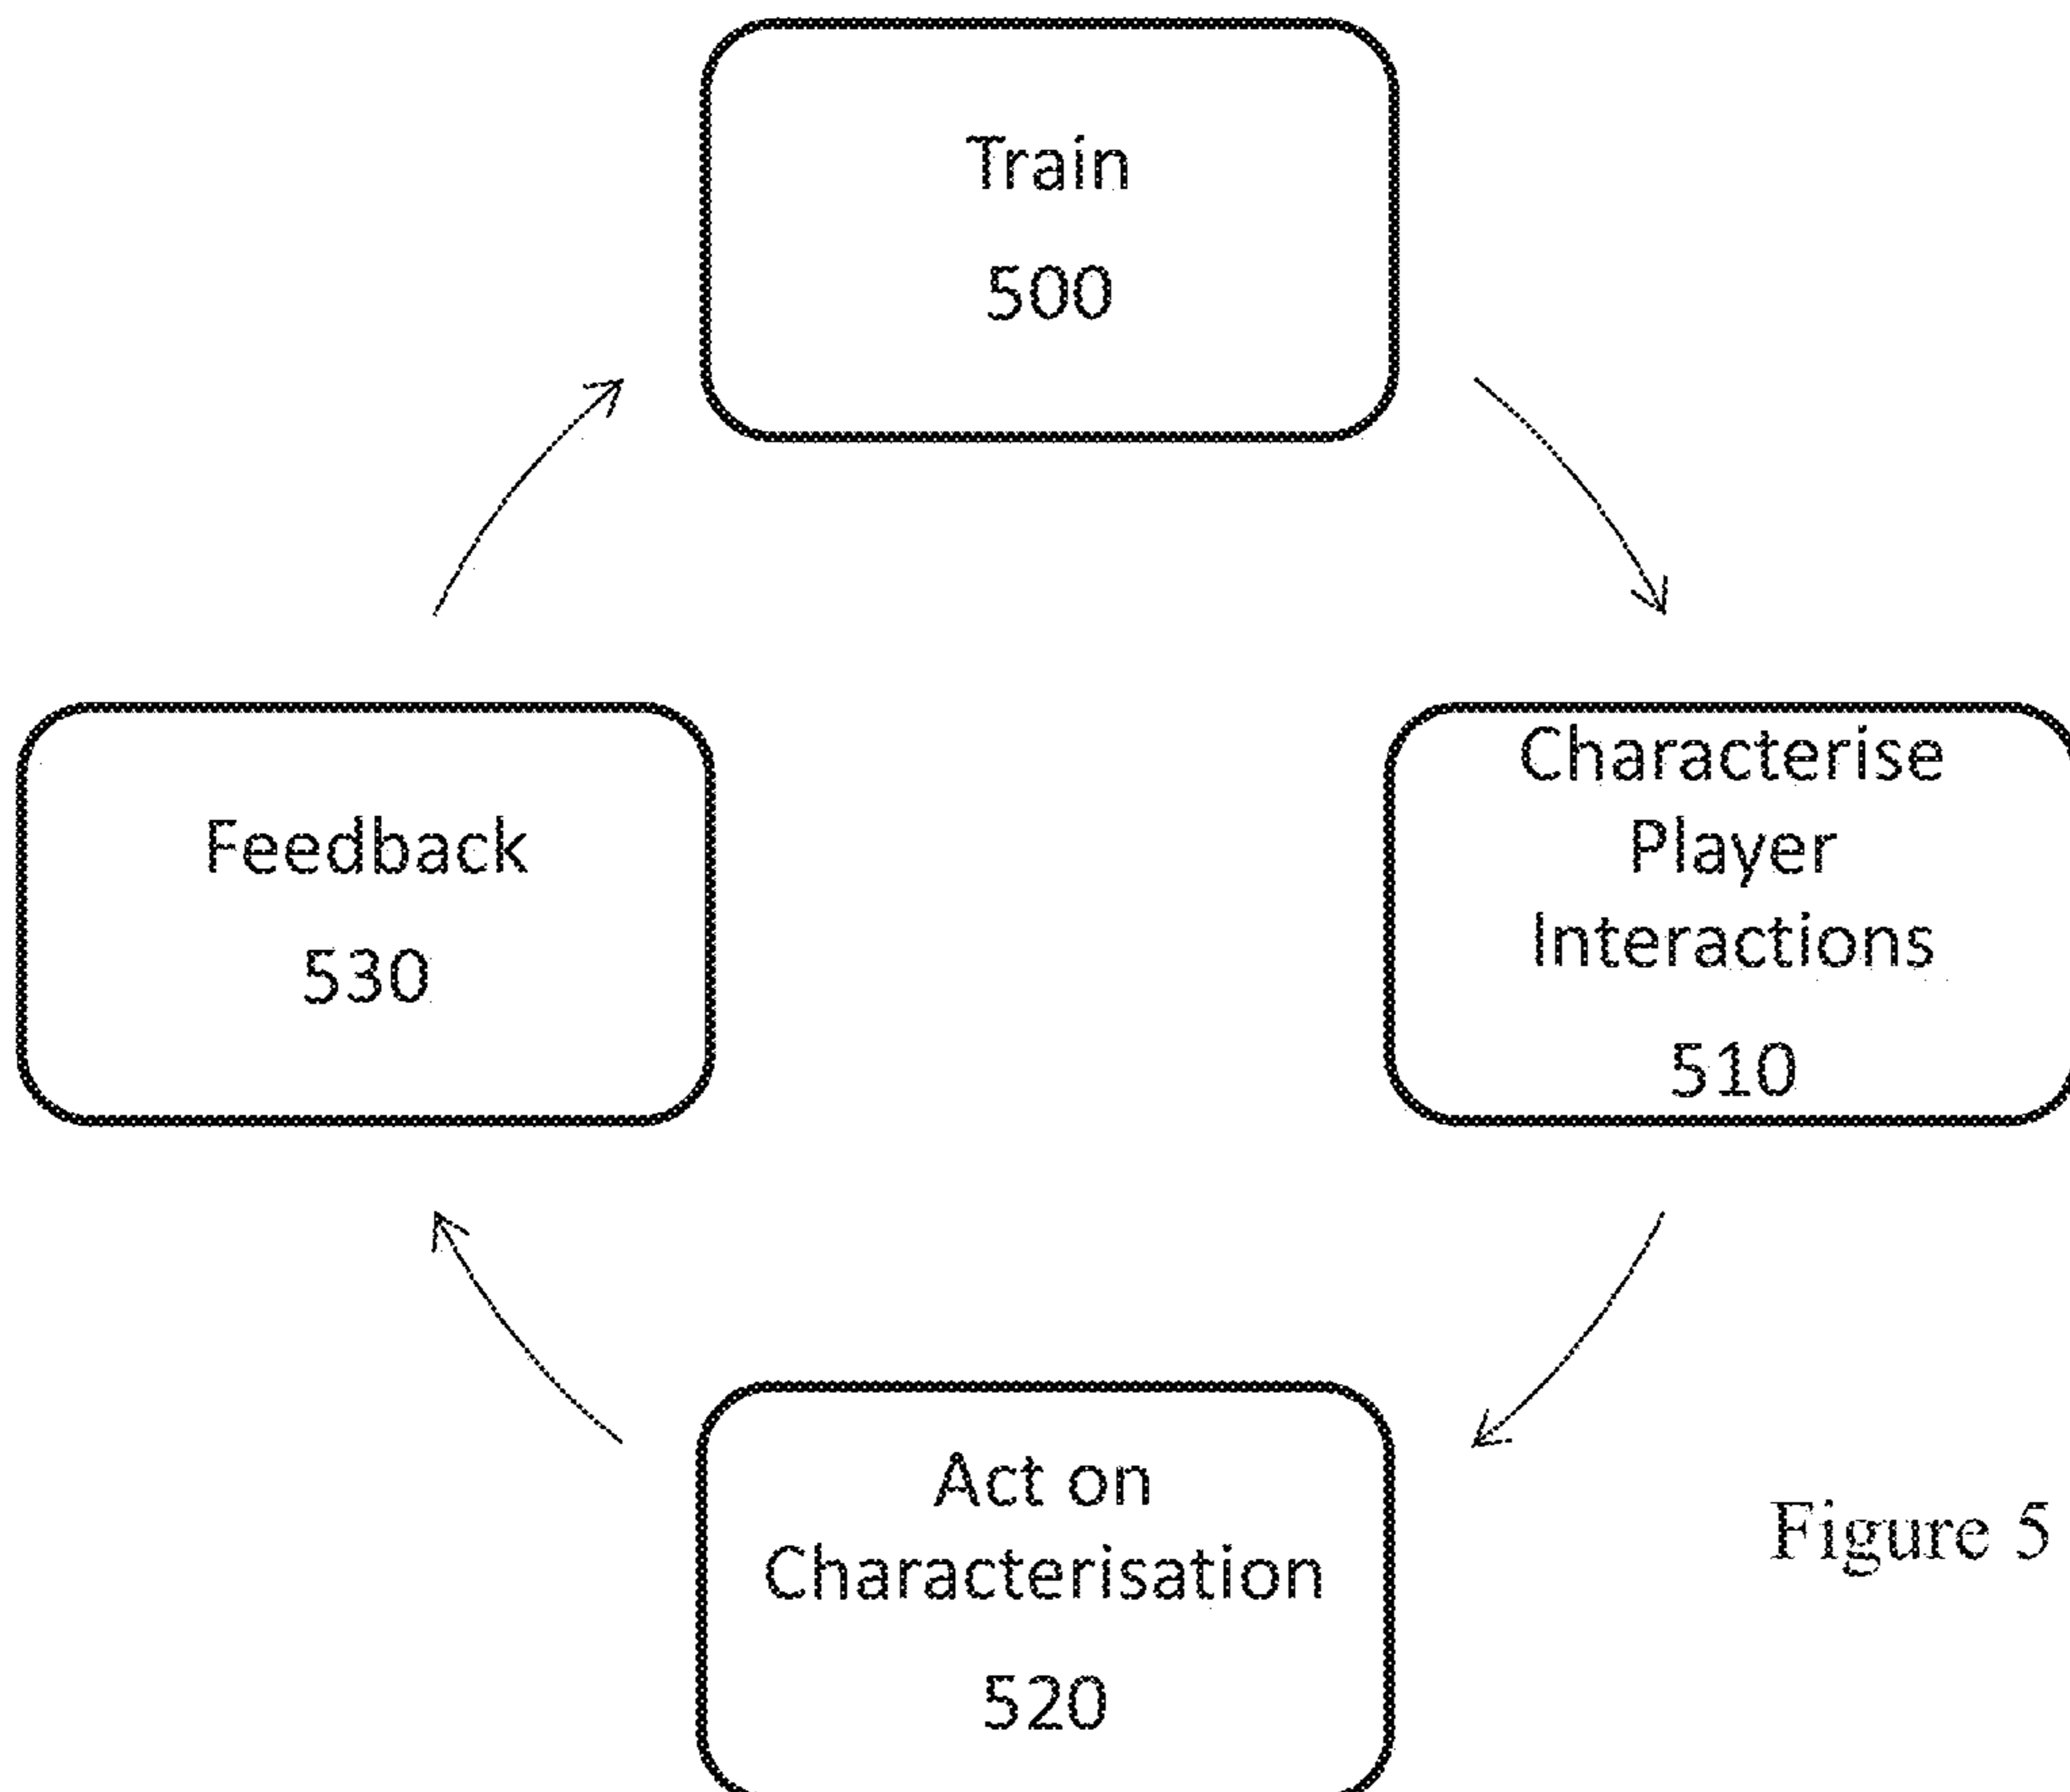 Train
500
Characterise
Player
Interactions
510
Act on
Characterisation
520
Feedback
530
Figure 5